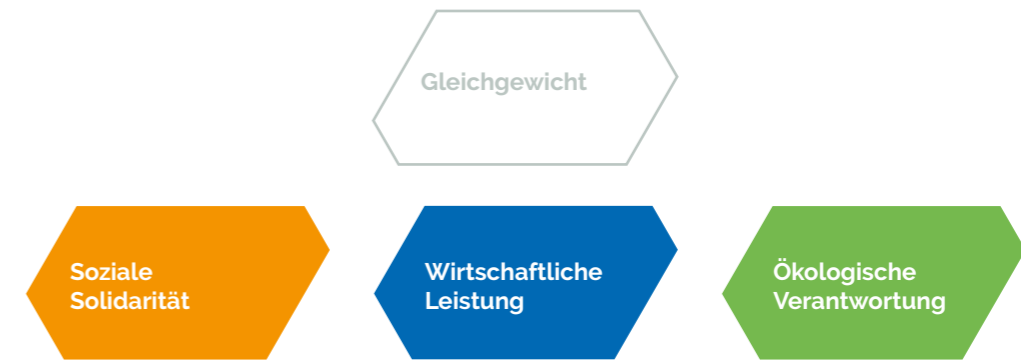 Gleichgewicht
Soziale
Solidarität
Wirtschaftliche
Leistung
Ökologische
Verantwortung